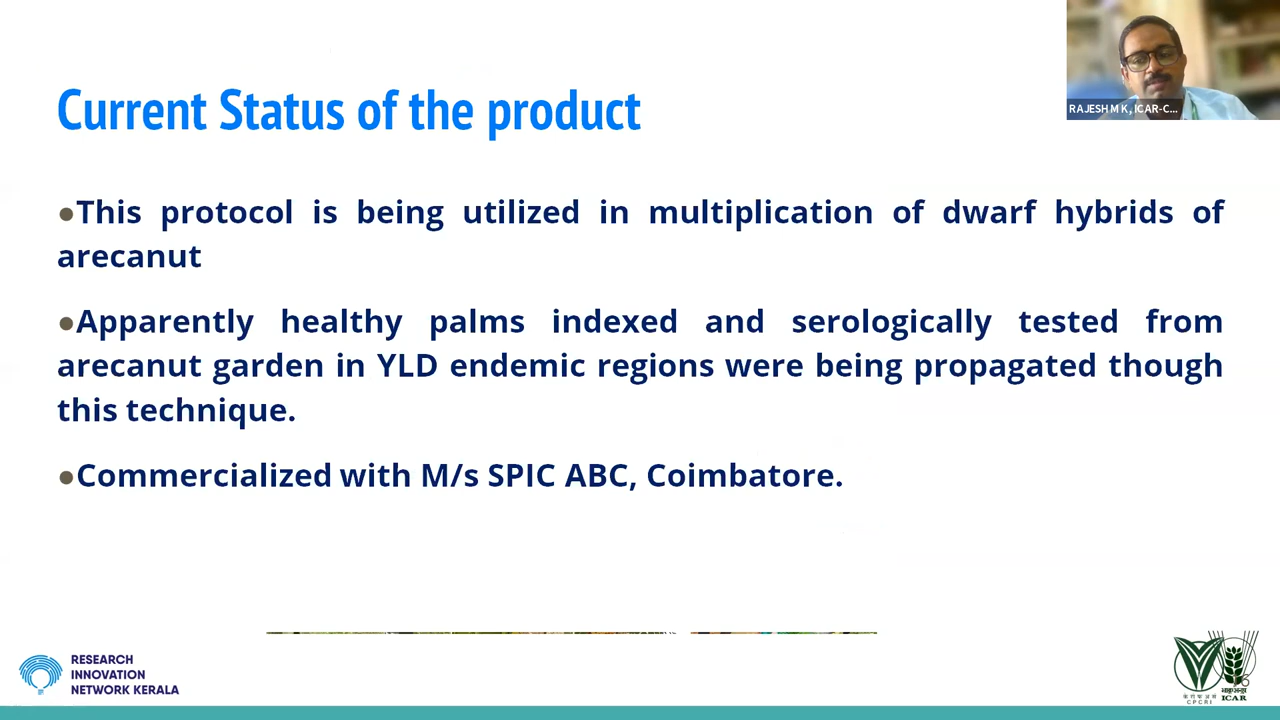 RAJESH M K, ICAR-C...
Current Status of the product
●This protocol is being utilized in multiplication of dwarf hybrids of
arecanut
●Apparently healthy palms indexed and serologically tested from
arecanut garden in YLD endemic regions were being propagated though
this technique.
●Commercialized with M/s SPIC ABC, Coimbatore.
RESEARCH
INNOVATION
NETWORK KERALA
CPCRI
ICAR